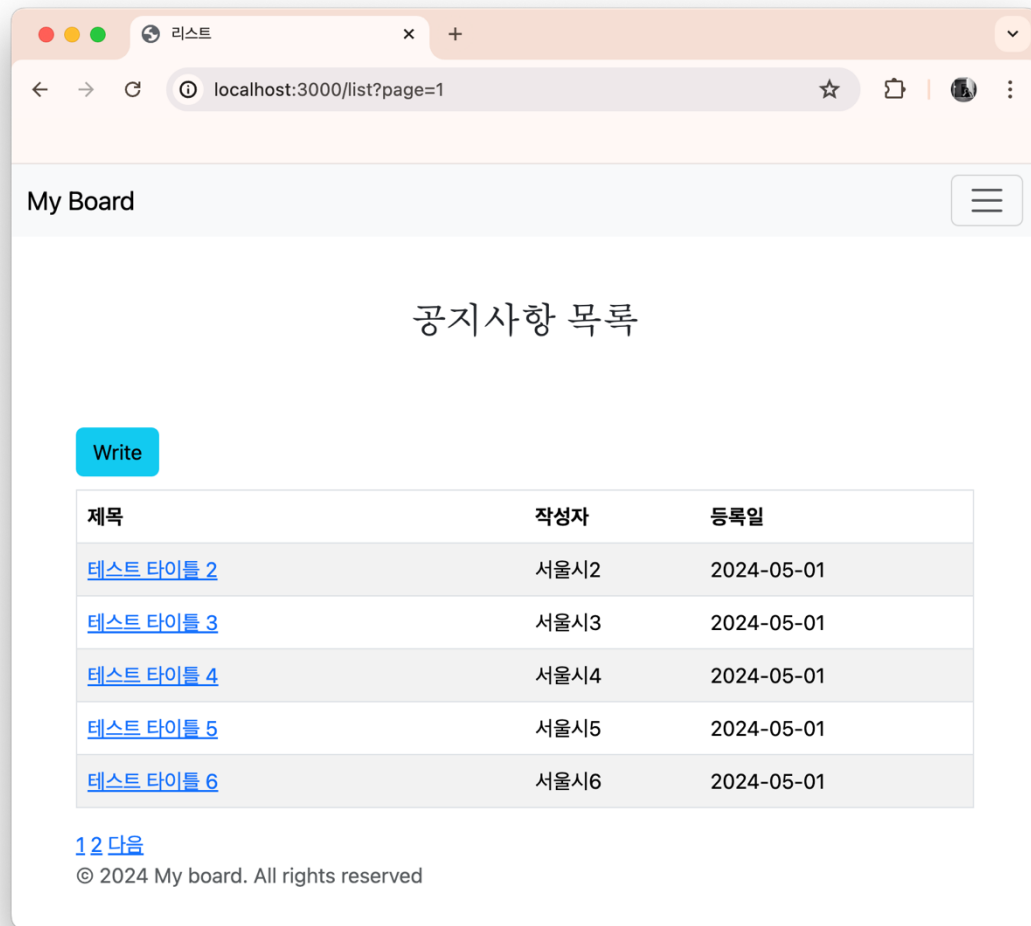 리스트
localhost:3000/list?page=1
My Board
공지사항 목록
Write
제목 작성자 등록일
테스트 타이틀 2 서울시2 2024-05-01
테스트 타이틀 3 서울시3 2024-05-01
테스트 타이틀 4 서울시4 2024-05-01
테스트 타이틀 5 서울시5 2024-05-01
테스트 타이틀 6 서울시6 2024-05-01
1 2 다음
© 2024 My board. All rights reserved